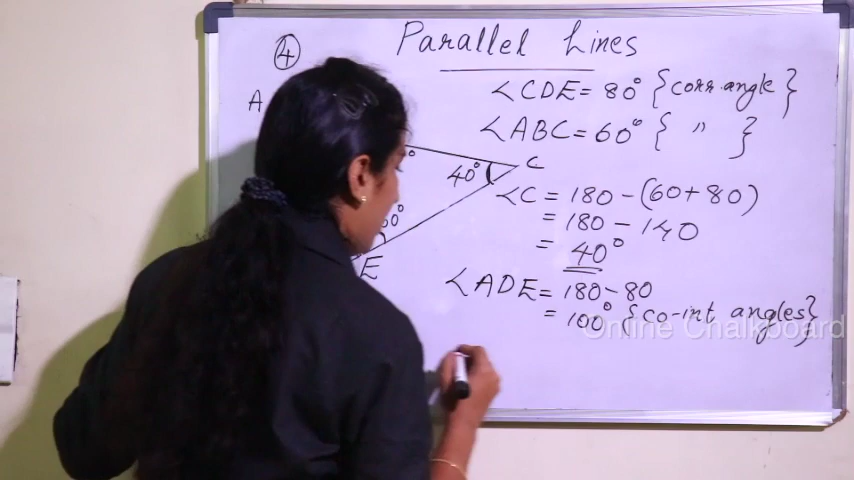 ④ Parallel Lines
A
∠CDE = 80° {corr. angle}
∠ABC = 60° { " }
C
40°
∠C = 180 - (60 + 80)
= 180 - 140
= 40°
E
∠ADE = 180 - 80
= 100° {co-int angles}
Online Chalkboard